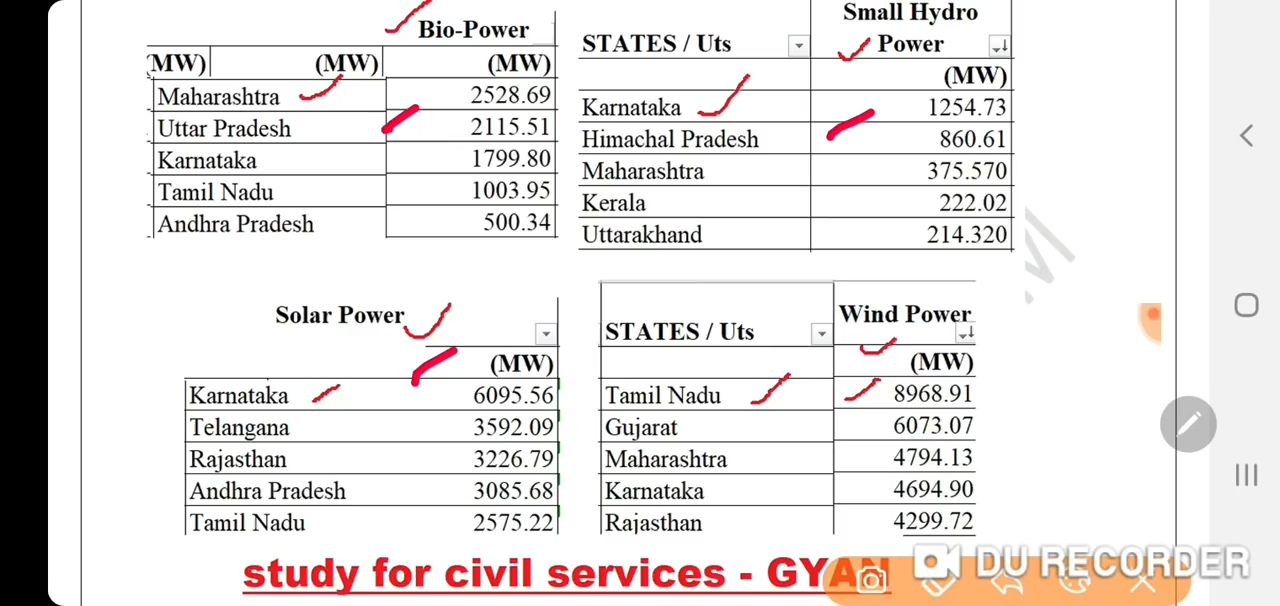 Bio-Power
(MW) (MW) (MW)
Maharashtra 2528.69
Uttar Pradesh 2115.51
Karnataka 1799.80
Tamil Nadu 1003.95
Andhra Pradesh 500.34
Small Hydro
STATES / Uts Power
(MW)
Karnataka 1254.73
Himachal Pradesh 860.61
Maharashtra 375.570
Kerala 222.02
Uttarakhand 214.320
Solar Power
(MW)
Karnataka 6095.56
Telangana 3592.09
Rajasthan 3226.79
Andhra Pradesh 3085.68
Tamil Nadu 2575.22
Wind Power
STATES / Uts
(MW)
Tamil Nadu 8968.91
Gujarat 6073.07
Maharashtra 4794.13
Karnataka 4694.90
Rajasthan 4299.72
study for civil services - GYAN
DU RECORDER